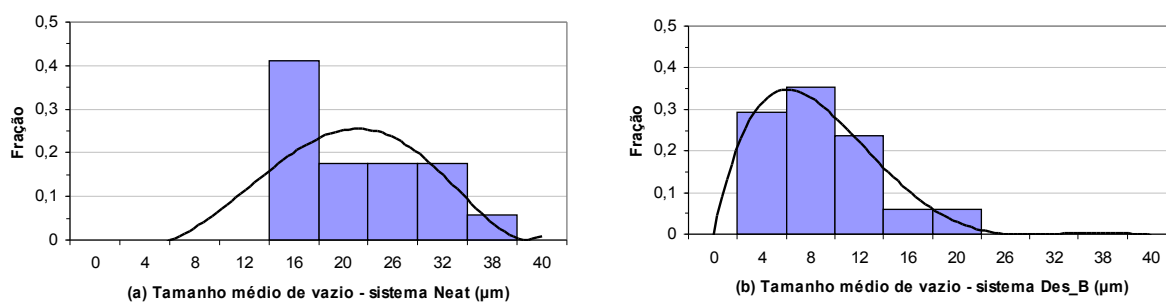 0,5
0,4
0,3
0,2
0,1
0
Fração
0 4 8 12 16 20 26 32 38 40
(a) Tamanho médio de vazio - sistema Neat (µm)
0,5
0,4
0,3
0,2
0,1
0
Fração
0 4 8 12 16 20 26 32 38 40
(b) Tamanho médio de vazio - sistema Des_B (µm)